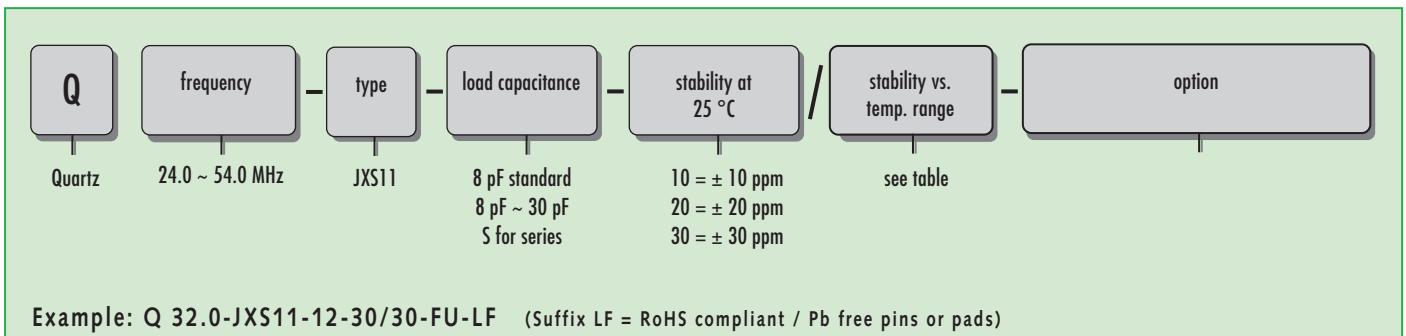 Q
frequency
–
type
–
load capacitance
–
stability at
25 °C
/
stability vs.
temp. range
–
option
Quartz
24.0 ~ 54.0 MHz
JXS11
8 pF standard
8 pF ~ 30 pF
S for series
10 = ± 10 ppm
20 = ± 20 ppm
30 = ± 30 ppm
see table
Example: Q 32.0-JXS11-12-30/30-FU-LF (Suffix LF = RoHS compliant / Pb free pins or pads)